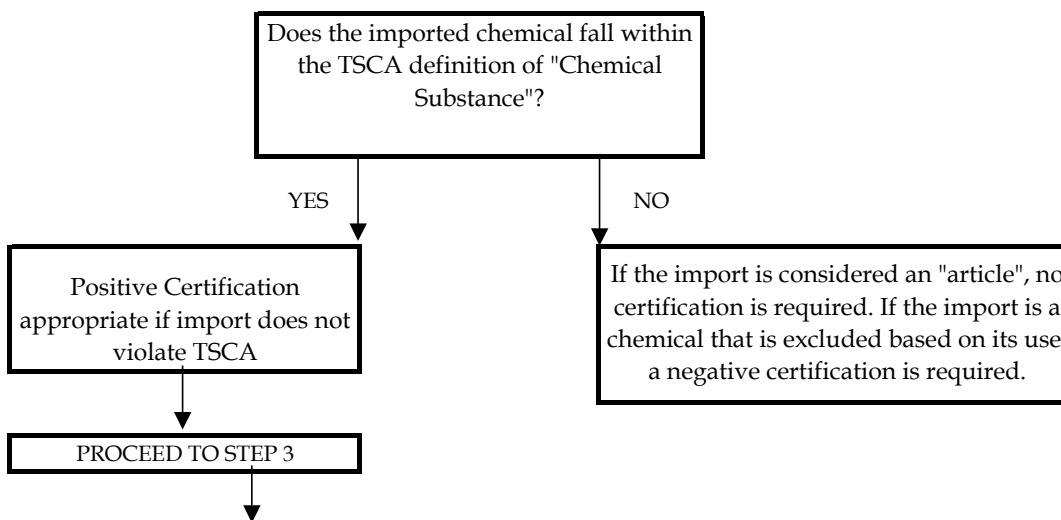 Does the imported chemical fall within
the TSCA definition of "Chemical
Substance"?
YES
NO
Positive Certification
appropriate if import does not
violate TSCA
If the import is considered an "article", no
certification is required. If the import is a
chemical that is excluded based on its use,
a negative certification is required.
PROCEED TO STEP 3